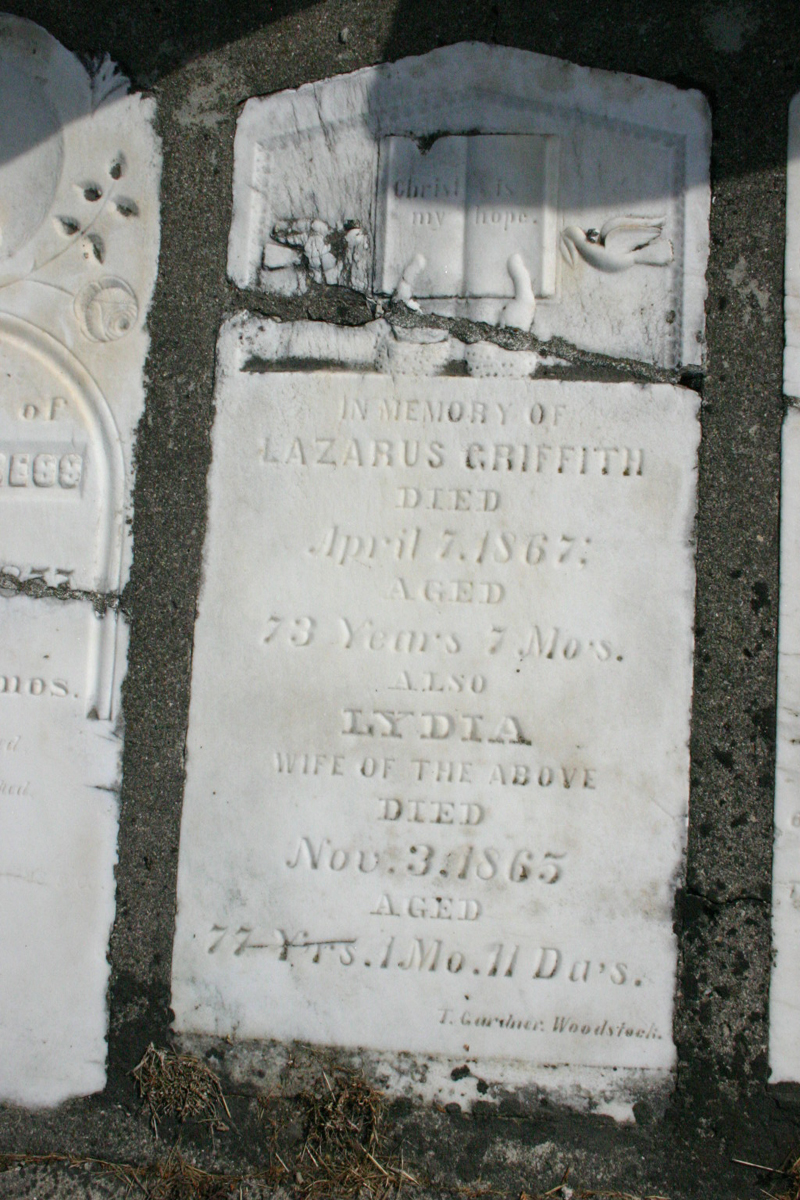 Christ is
my hope.
IN MEMORY OF
LAZARUS GRIFFITH
DIED
April 7. 1867;
AGED
73 Years 7 Mo's.
ALSO
LYDIA
WIFE OF THE ABOVE
DIED
Nov. 3. 1865
AGED
77 Yrs. 1 Mo. 11 Da's.
T. Gardner. Woodstock.
of
mos.